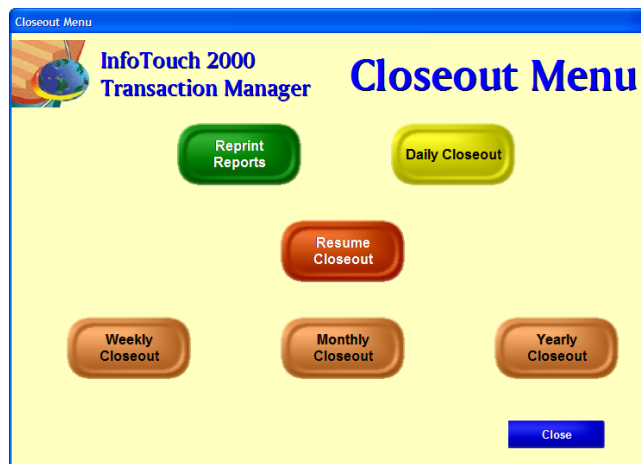 Closeout Menu
InfoTouch 2000
Transaction Manager
Closeout Menu
Reprint
Reports
Daily Closeout
Resume
Closeout
Weekly
Closeout
Monthly
Closeout
Yearly
Closeout
Close